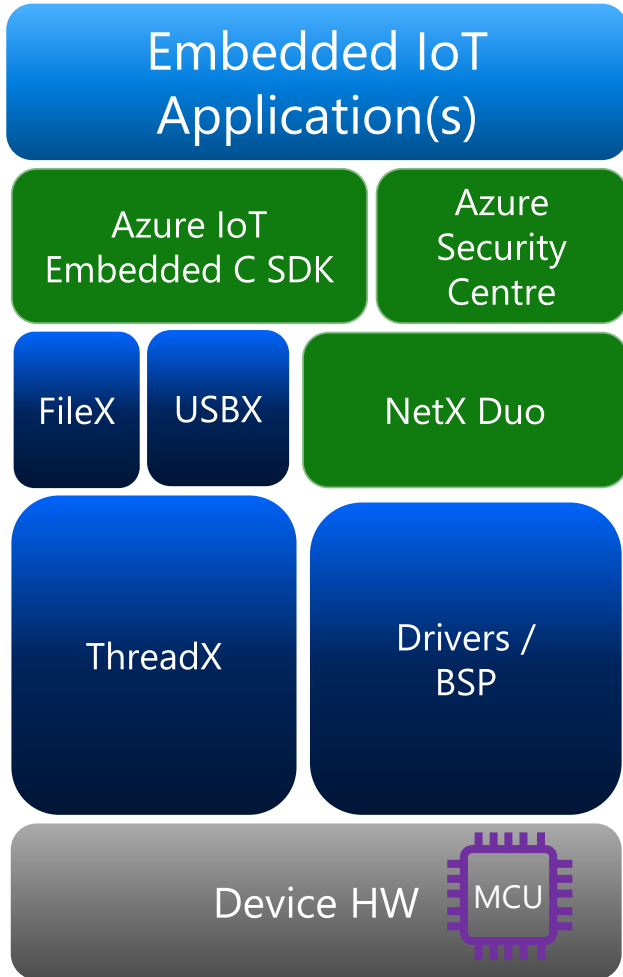 Embedded IoT
Application(s)
Azure IoT
Embedded C SDK
Azure
Security
Centre
FileX
USBX
NetX Duo
ThreadX
Drivers /
BSP
Device HW
MCU